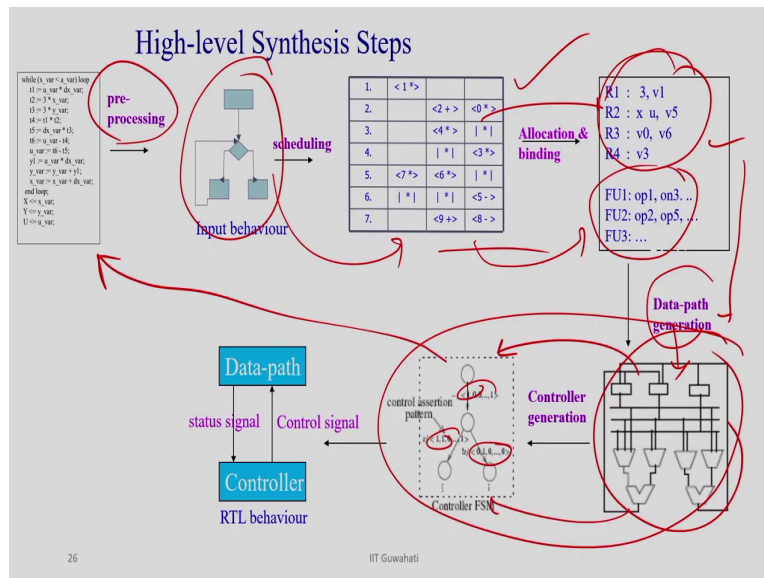 High-level Synthesis Steps
while (x_var < a_var) loop
t1 := u_var * dx_var;
t2 := 3 * x_var;
t3 := 3 * y_var;
t4 := t1 * t2;
t5 := dx_var * t3;
t6 := u_var - t4;
u_var := t6 - t5;
y1 := u_var * dx_var;
y_var := y_var + y1;
x_var := x_var + dx_var;
end loop;
X <= x_var;
Y <= y_var;
U <= u_var;
pre-
processing
Input behaviour
scheduling
1. < 1 *>
2. <2 + > <0 * >
3. <4 * > | * |
4. | * | <3 *>
5. <7 *> <6 *> | * |
6. | * | | * | <5 - >
7. <9 +> <8 - >
Allocation &
binding
R1 : 3, v1
R2 : x u, v5
R3 : v0, v6
R4 : v3
FU1: op1, on3. ..
FU2: op2, op5, ...
FU3: ...
Data-path
generation
Controller
generation
control assertion
pattern
Controller FSM
Data-path
status signal
Control signal
Controller
RTL behaviour
26
IIT Guwahati